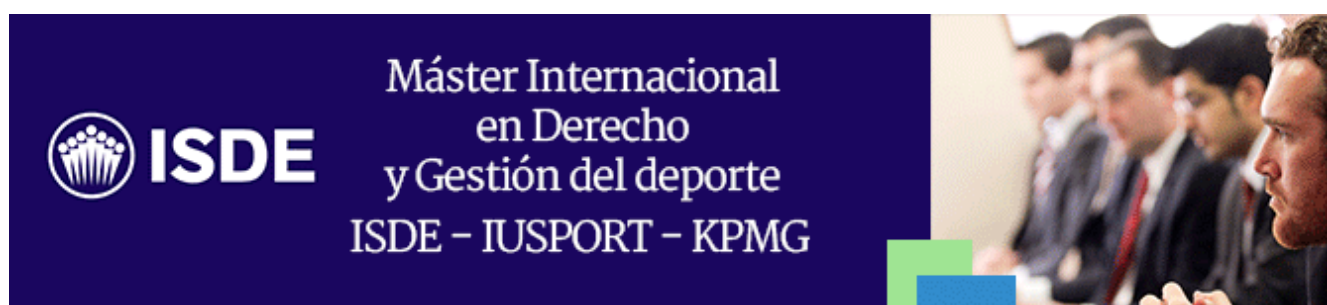 ISDE
Máster Internacional
en Derecho
y Gestión del deporte
ISDE – IUSPORT – KPMG